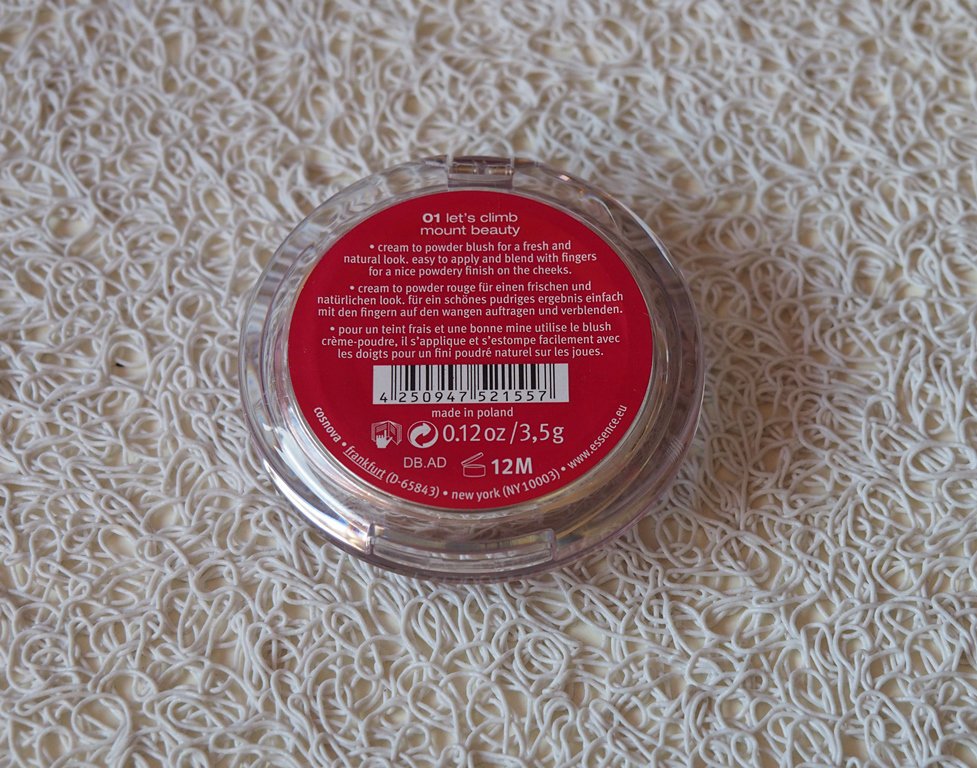 01 let's climb
mount beauty
• cream to powder blush for a fresh and
natural look. easy to apply and blend with fingers
for a nice powdery finish on the cheeks.
• cream to powder rouge für einen frischen und
natürlichen look. für ein schönes pudriges ergebnis einfach
mit den fingern auf den wangen auftragen und verblenden.
• pour un teint frais et une bonne mine utilise le blush
crème-poudre, il s'applique et s'estompe facilement avec
les doigts pour un fini poudré naturel sur les joues.
4 250947 521557
made in poland
0.12 oz / 3,5g
DB.AD 12M
cosnova • frankfurt (D-65843) • new york (NY 10003) • www.essence.eu